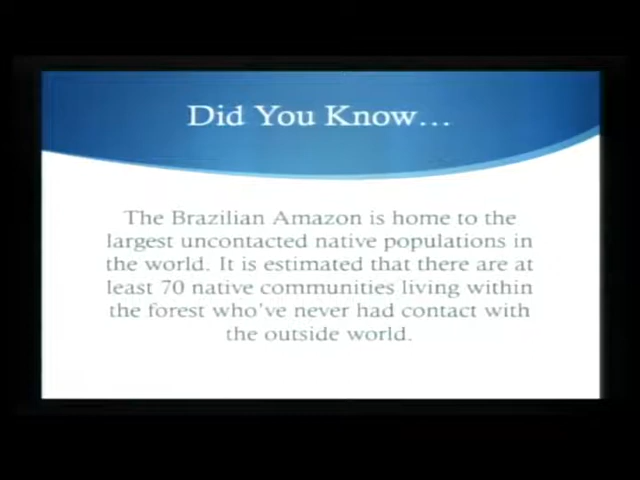 Did You Know...
The Brazilian Amazon is home to the
largest uncontacted native populations in
the world. It is estimated that there are at
least 70 native communities living within
the forest who've never had contact with
the outside world.